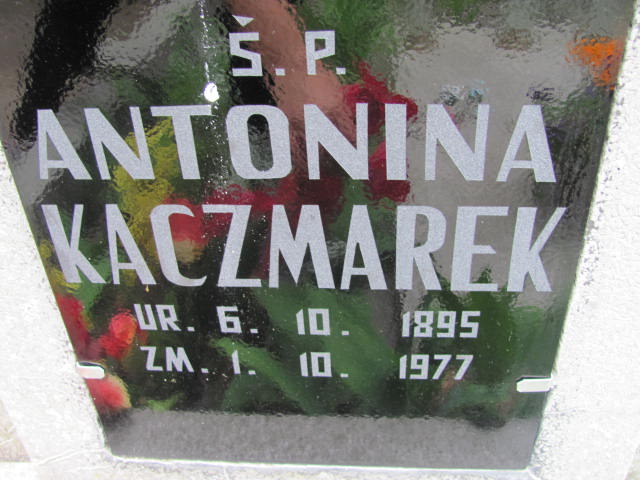 Š. P.
ANTONINA
KACZMAREK
UR. 6. 10. 1895
ZM. 1. 10. 1977